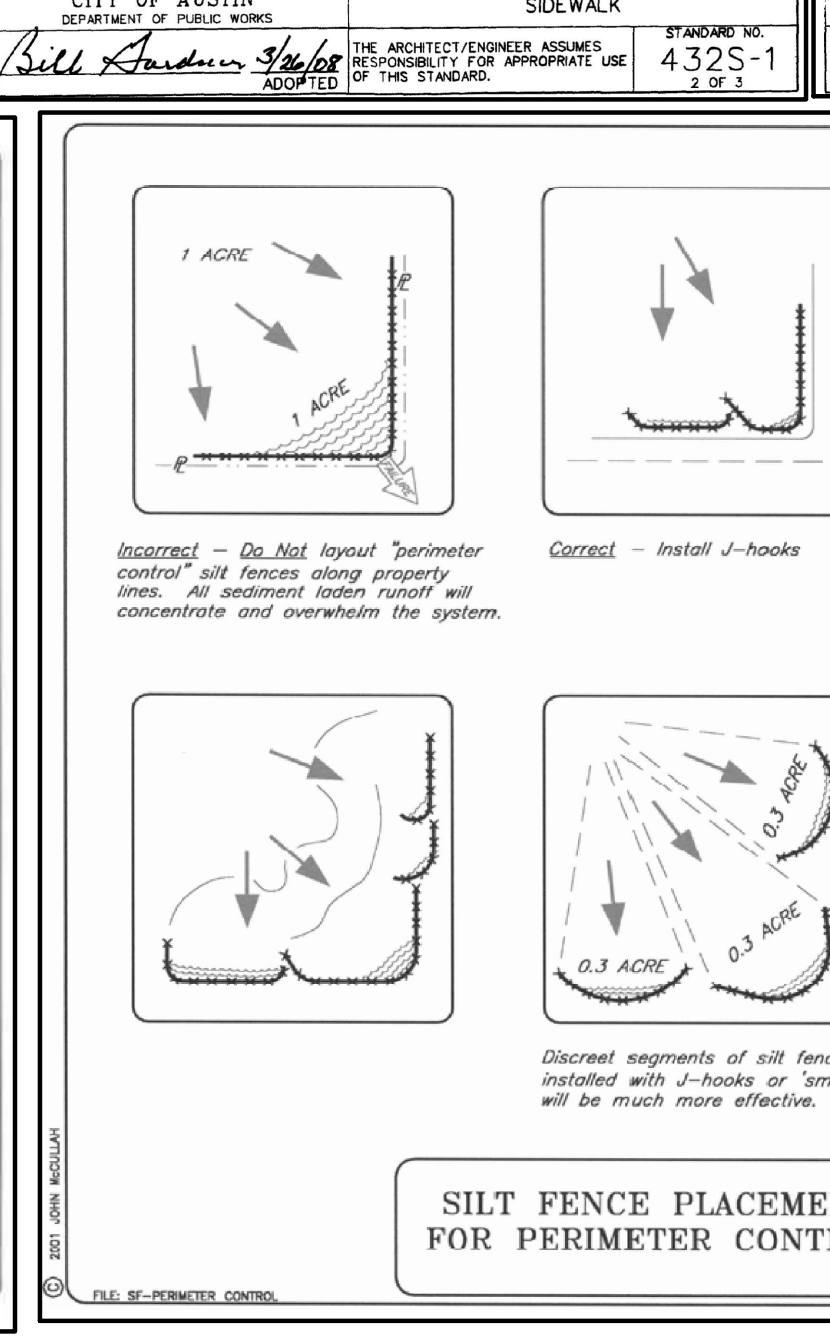 CITY OF AUSTIN
DEPARTMENT OF PUBLIC WORKS
SIDEWALK
Bill Gardner 3/26/08
ADOPTED
THE ARCHITECT/ENGINEER ASSUMES
RESPONSIBILITY FOR APPROPRIATE USE
OF THIS STANDARD.
STANDARD NO.
432S-1
2 OF 3
1 ACRE
PL
1 ACRE
PL
FAILURE
Incorrect – Do Not layout "perimeter
control" silt fences along property
lines. All sediment laden runoff will
concentrate and overwhelm the system.
Correct – Install J-hooks
0.3 ACRE
0.3 ACRE
0.3 ACRE
Discreet segments of silt fenc
installed with J-hooks or 'sm
will be much more effective.
SILT FENCE PLACEME
FOR PERIMETER CONT
© 2001 JOHN McCULLAH
FILE: SF-PERIMETER CONTROL